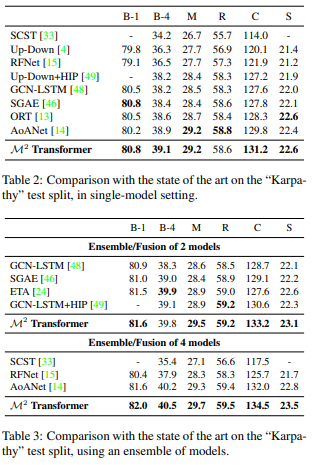 B-1 B-4 M R C S
SCST [33] - 34.2 26.7 55.7 114.0 -
Up-Down [4] 79.8 36.3 27.7 56.9 120.1 21.4
RFNet [15] 79.1 36.5 27.7 57.3 121.9 21.2
Up-Down+HIP [49] - 38.2 28.4 58.3 127.2 21.9
GCN-LSTM [48] 80.5 38.2 28.5 58.3 127.6 22.0
SGAE [46] 80.8 38.4 28.4 58.6 127.8 22.1
ORT [13] 80.5 38.6 28.7 58.4 128.3 22.6
AoANet [14] 80.2 38.9 29.2 58.8 129.8 22.4
M² Transformer 80.8 39.1 29.2 58.6 131.2 22.6
Table 2: Comparison with the state of the art on the “Karpa-
thy” test split, in single-model setting.
B-1 B-4 M R C S
Ensemble/Fusion of 2 models
GCN-LSTM [48] 80.9 38.3 28.6 58.5 128.7 22.1
SGAE [46] 81.0 39.0 28.4 58.9 129.1 22.2
ETA [24] 81.5 39.9 28.9 59.0 127.6 22.6
GCN-LSTM+HIP [49] - 39.1 28.9 59.2 130.6 22.3
M² Transformer 81.6 39.8 29.5 59.2 133.2 23.1
Ensemble/Fusion of 4 models
SCST [33] - 35.4 27.1 56.6 117.5 -
RFNet [15] 80.4 37.9 28.3 58.3 125.7 21.7
AoANet [14] 81.6 40.2 29.3 59.4 132.0 22.8
M² Transformer 82.0 40.5 29.7 59.5 134.5 23.5
Table 3: Comparison with the state of the art on the “Karpa-
thy” test split, using an ensemble of models.